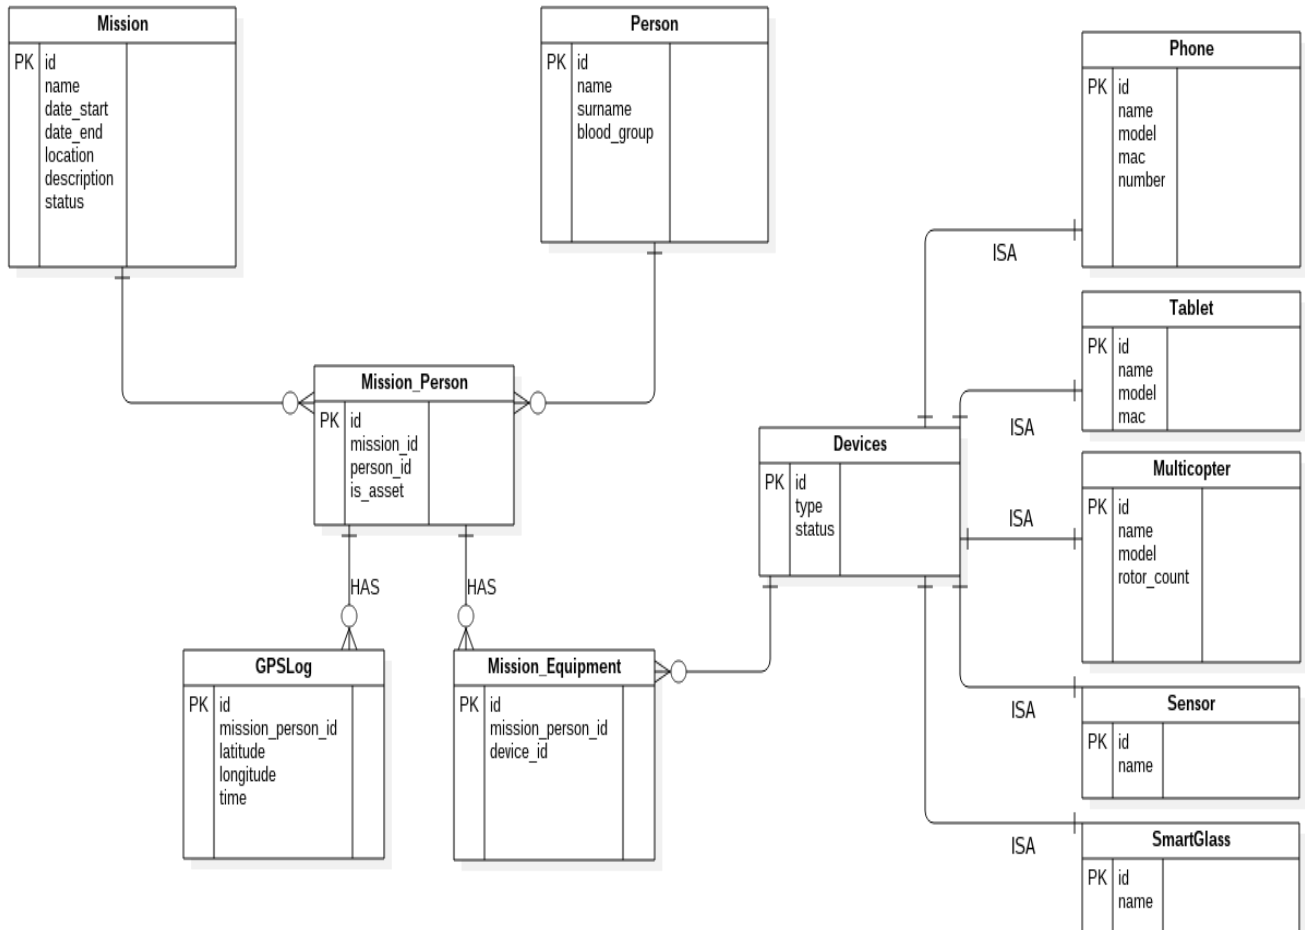 Mission
PK id
name
date_start
date_end
location
description
status
Person
PK id
name
surname
blood_group
Phone
PK id
name
model
mac
number
ISA
Tablet
PK id
name
model
mac
ISA
Mission_Person
PK id
mission_id
person_id
is_asset
Devices
PK id
type
status
Multicopter
PK id
name
model
rotor_count
ISA
HAS
HAS
GPSLog
PK id
mission_person_id
latitude
longitude
time
Mission_Equipment
PK id
mission_person_id
device_id
Sensor
PK id
name
ISA
SmartGlass
PK id
name
ISA